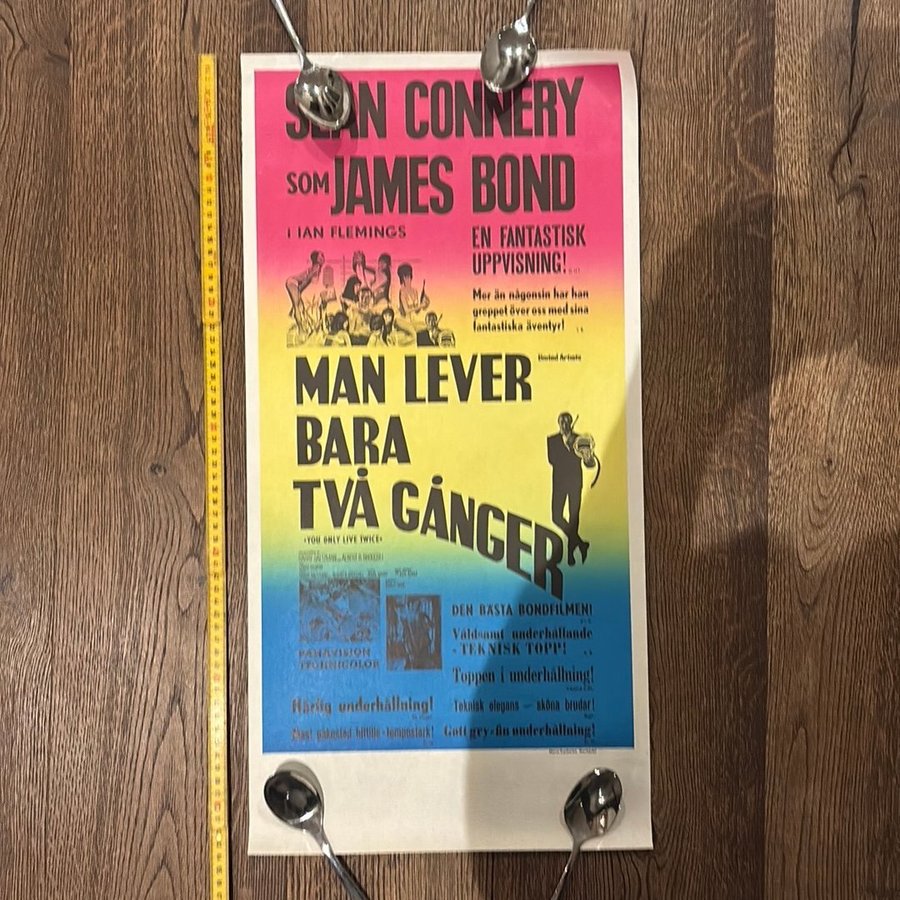 SEAN CONNERY
SOM JAMES BOND
I IAN FLEMINGS
EN FANTASTISK
UPPVISNING!
Mer än någonsin har han
greppet över oss med sina
fantastiska äventyr!
United Artists
MAN LEVER
BARA
TVÅ GÅNGER
»YOU ONLY LIVE TWICE»
PANAVISION
TECHNICOLOR
DEN BÄSTA BONDFILMEN!
Våldsamt underhållande
- TEKNISK TOPP!
Toppen i underhållning!
Härlig underhållning!
Teknisk elegans — sköna brudar!
Gott grep-fin underhållning!